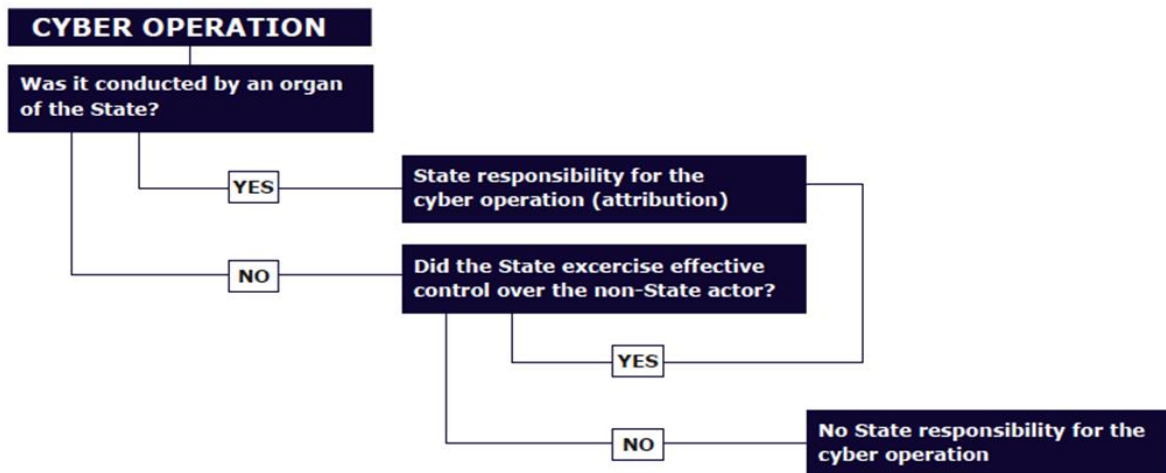 CYBER OPERATION
Was it conducted by an organ
of the State?
YES
State responsibility for the
cyber operation (attribution)
NO
Did the State excercise effective
control over the non-State actor?
YES
NO
No State responsibility for the
cyber operation